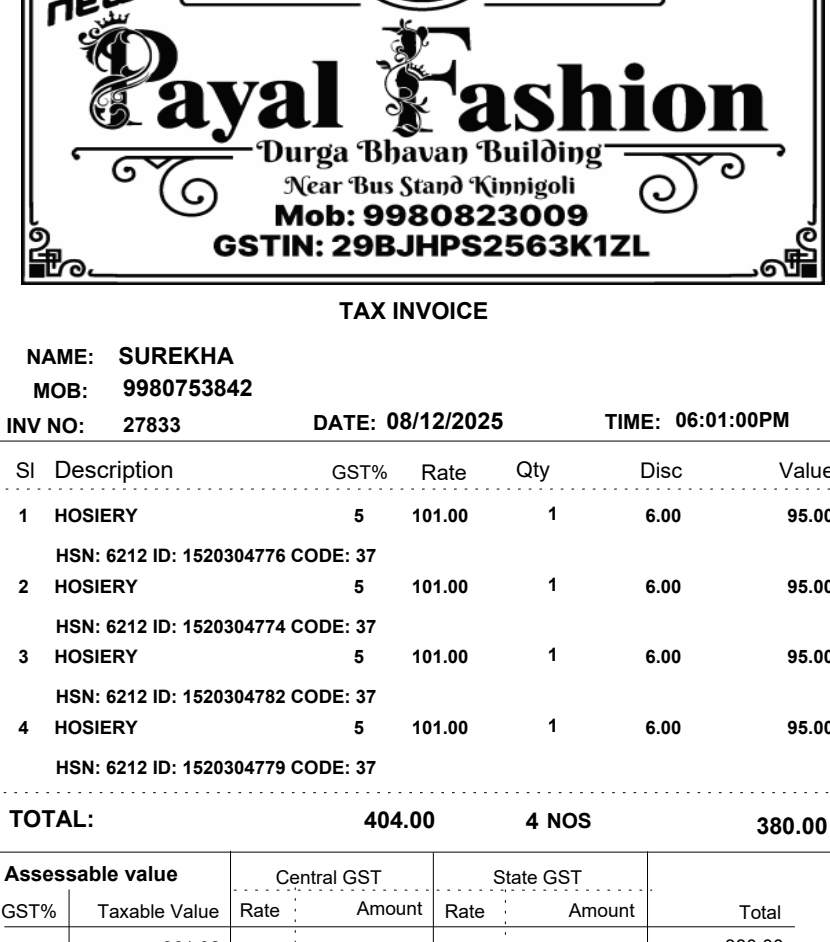 new
Payal Fashion
Durga Bhavan Building
Near Bus Stand Kinnigoli
Mob: 9980823009
GSTIN: 29BJHPS2563K1ZL
TAX INVOICE
NAME: SUREKHA
MOB: 9980753842
INV NO: 27833 DATE: 08/12/2025 TIME: 06:01:00PM
Sl Description GST% Rate Qty Disc Value
1 HOSIERY 5 101.00 1 6.00 95.00
HSN: 6212 ID: 1520304776 CODE: 37
2 HOSIERY 5 101.00 1 6.00 95.00
HSN: 6212 ID: 1520304774 CODE: 37
3 HOSIERY 5 101.00 1 6.00 95.00
HSN: 6212 ID: 1520304782 CODE: 37
4 HOSIERY 5 101.00 1 6.00 95.00
HSN: 6212 ID: 1520304779 CODE: 37
TOTAL: 404.00 4 NOS 380.00
Assessable value Central GST State GST
GST% Taxable Value Rate Amount Rate Amount Total